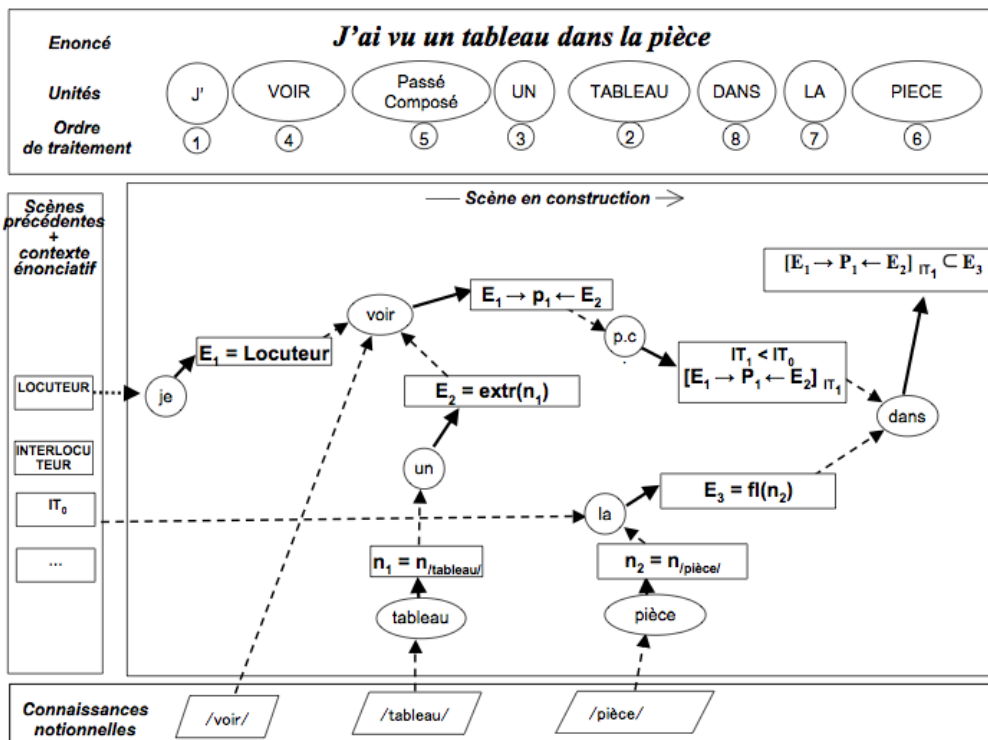 J'ai vu un tableau dans la pièce
Enoncé
Unités
J' VOIR Passé Composé UN TABLEAU DANS LA PIECE
Ordre de traitement
1 4 5 3 2 8 7 6
Scènes
précédentes
+
contexte
énonciatif
Scène en construction
[E₁ → P₁ ← E₂] IT₁ ⊂ E₃
E₁ → p₁ ← E₂
voir
p.c
E₁ = Locuteur
IT₁ < IT₀
[E₁ → P₁ ← E₂] IT₁
LOCUTEUR
je
E₂ = extr(n₁)
dans
INTERLOCU
TEUR
un
E₃ = fl(n₂)
IT₀
la
...
n₁ = n/tableau/
n₂ = n/pièce/
tableau
pièce
Connaissances
notionnelles
/voir/
/tableau/
/pièce/